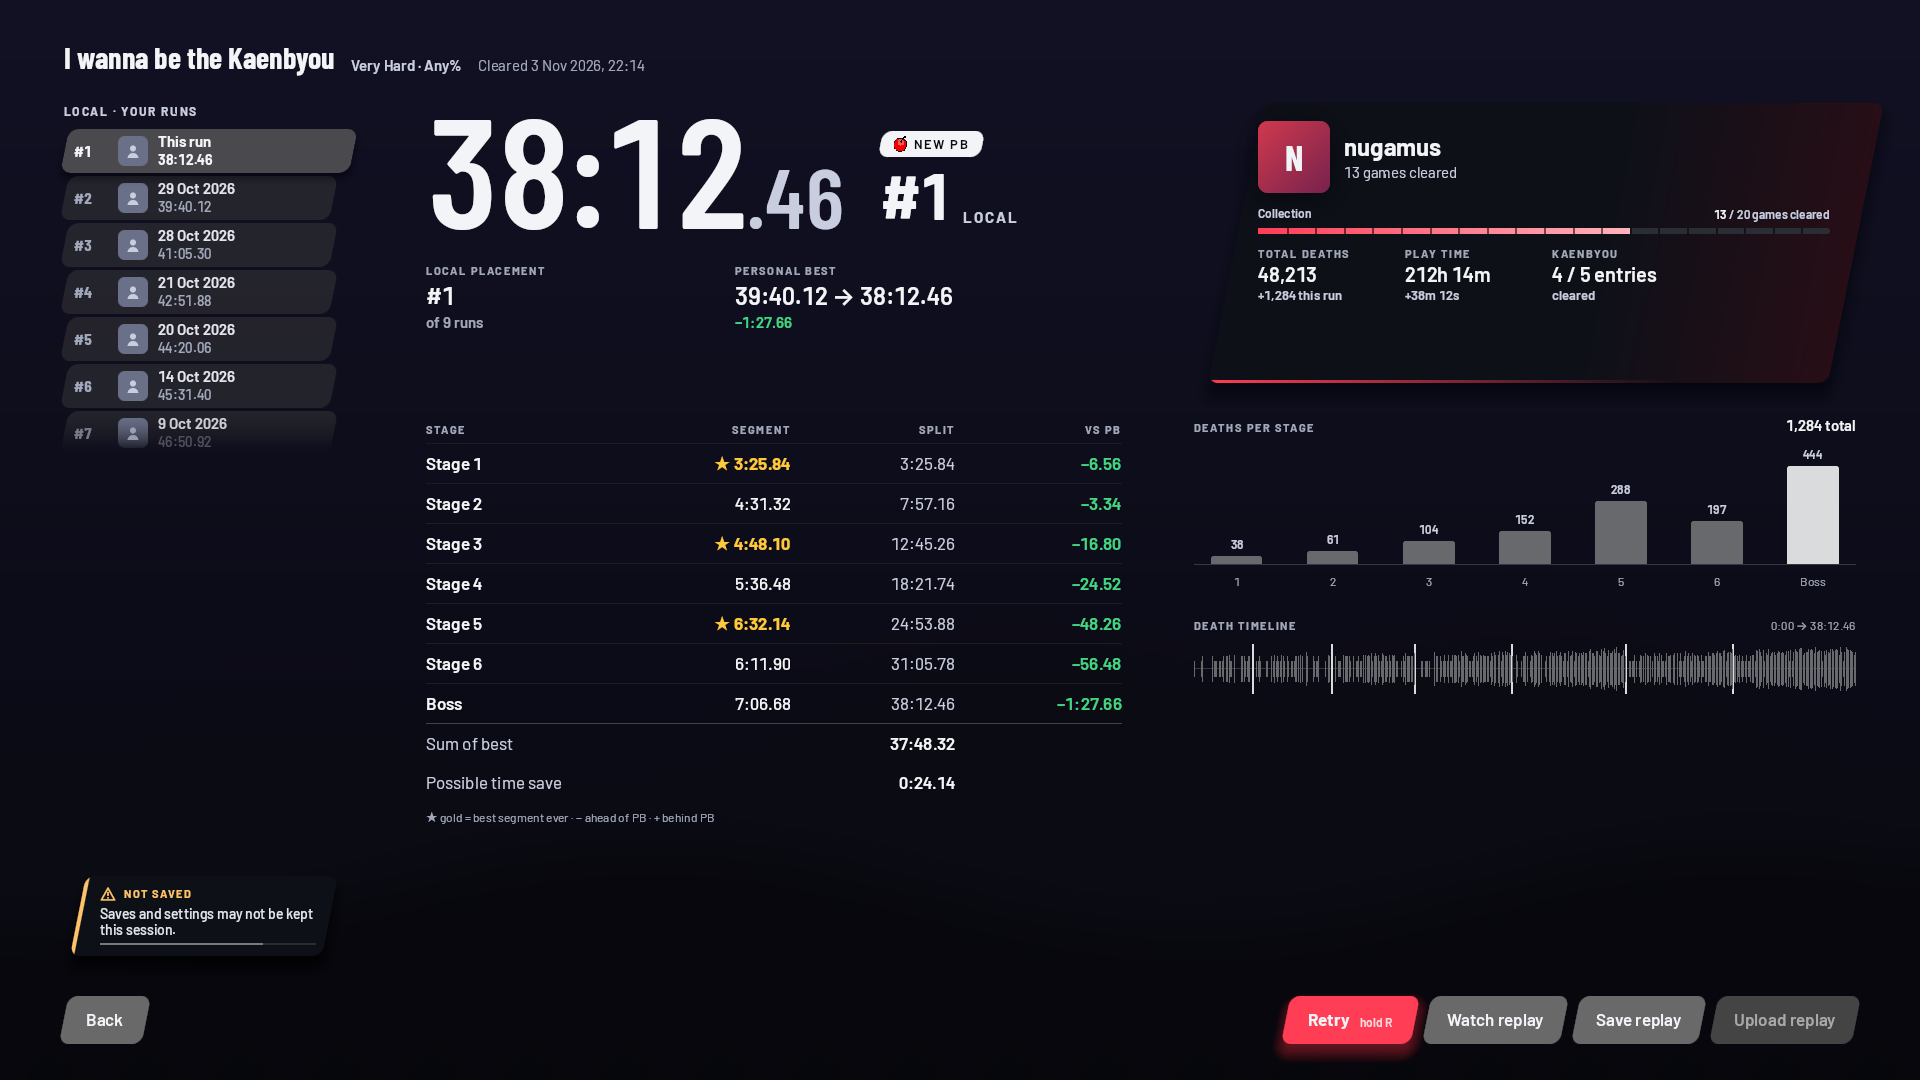 I wanna be the Kaenbyou Very Hard · Any% Cleared 3 Nov 2026, 22:14
LOCAL · YOUR RUNS
#1 This run
38:12.46
#2 29 Oct 2026
39:40.12
#3 28 Oct 2026
41:05.30
#4 21 Oct 2026
42:51.88
#5 20 Oct 2026
44:20.06
#6 14 Oct 2026
45:31.40
#7 9 Oct 2026
46:50.92
38:12.46
NEW PB
#1 LOCAL
LOCAL PLACEMENT
#1
of 9 runs
PERSONAL BEST
39:40.12 → 38:12.46
−1:27.66
N
nugamus
13 games cleared
Collection 13 / 20 games cleared
TOTAL DEATHS
48,213
+1,284 this run
PLAY TIME
212h 14m
+38m 12s
KAENBYOU
4 / 5 entries
cleared
STAGE SEGMENT SPLIT VS PB
Stage 1 ★ 3:25.84 3:25.84 −6.56
Stage 2 4:31.32 7:57.16 −3.34
Stage 3 ★ 4:48.10 12:45.26 −16.80
Stage 4 5:36.48 18:21.74 −24.52
Stage 5 ★ 6:32.14 24:53.88 −48.26
Stage 6 6:11.90 31:05.78 −56.48
Boss 7:06.68 38:12.46 −1:27.66
Sum of best 37:48.32
Possible time save 0:24.14
★ gold = best segment ever · − ahead of PB · + behind PB
DEATHS PER STAGE 1,284 total
38 61 104 152 288 197 444
1 2 3 4 5 6 Boss
DEATH TIMELINE 0:00 → 38:12.46
NOT SAVED
Saves and settings may not be kept
this session.
Back
Retry hold R
Watch replay
Save replay
Upload replay